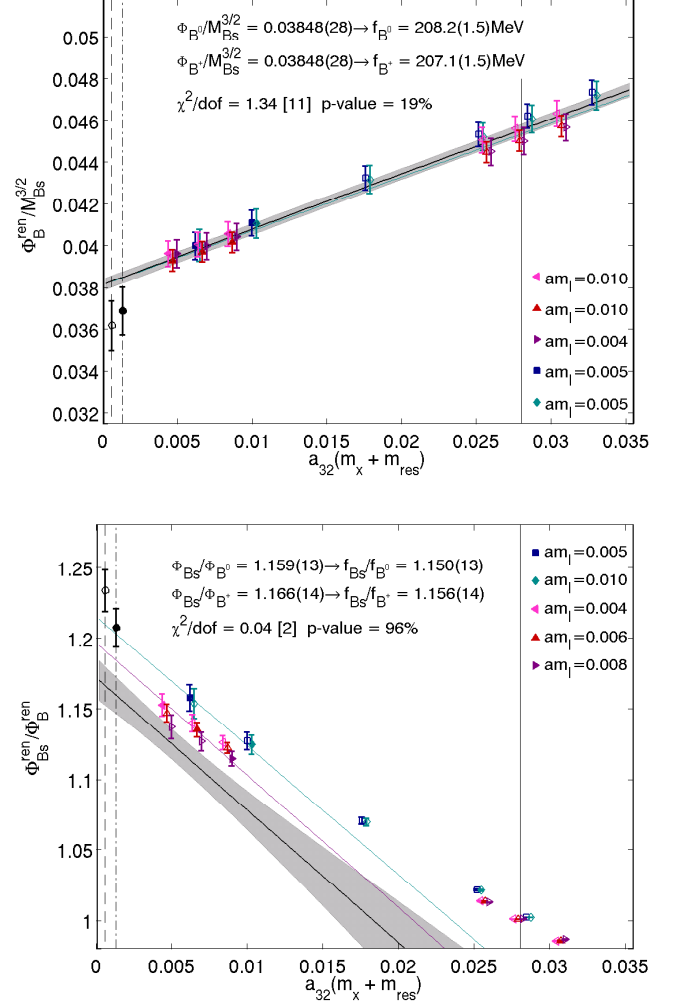 Φ_B⁰/M_Bs^3/2 = 0.03848(28)→ f_B⁰ = 208.2(1.5)MeV
Φ_B⁺/M_Bs^3/2 = 0.03848(28)→ f_B⁺ = 207.1(1.5)MeV
χ²/dof = 1.34 [11] p-value = 19%
0.05
0.048
0.046
0.044
0.042
0.04
0.038
0.036
0.034
0.032
Φ_B^ren/M_Bs^3/2
am_l=0.010
am_l=0.010
am_l=0.004
am_l=0.005
am_l=0.005
0 0.005 0.01 0.015 0.02 0.025 0.03 0.035
a_32(m_x + m_res)
Φ_Bs/Φ_B⁰ = 1.159(13)→ f_Bs/f_B⁰ = 1.150(13)
Φ_Bs/Φ_B⁺ = 1.166(14)→ f_Bs/f_B⁺ = 1.156(14)
χ²/dof = 0.04 [2] p-value = 96%
am_l=0.005
am_l=0.010
am_l=0.004
am_l=0.006
am_l=0.008
1.25
1.2
1.15
1.1
1.05
1
Φ_Bs^ren/Φ_B^ren
0 0.005 0.01 0.015 0.02 0.025 0.03 0.035
a_32(m_x + m_res)